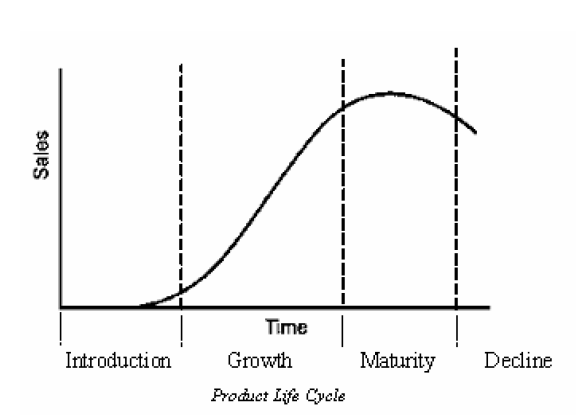 Sales
Time
Introduction Growth Maturity Decline
Product Life Cycle